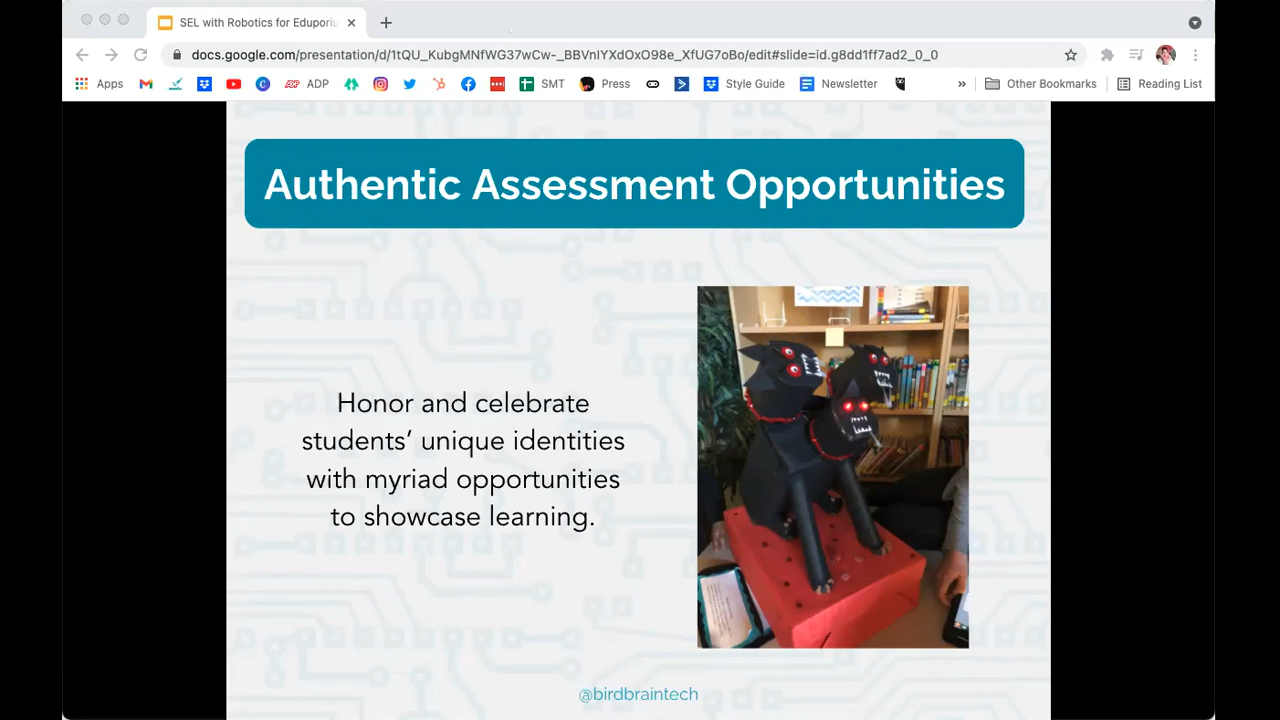 SEL with Robotics for Eduporiu
docs.google.com/presentation/d/1tQU_KubgMNfWG37wCw-_BBVnIYXdOxO98e_XfUG7oBo/edit#slide=id.g8dd1ff7ad2_0_0
Apps ADP SMT Press Style Guide Newsletter » Other Bookmarks Reading List
Authentic Assessment Opportunities
Honor and celebrate
students’ unique identities
with myriad opportunities
to showcase learning.
@birdbraintech